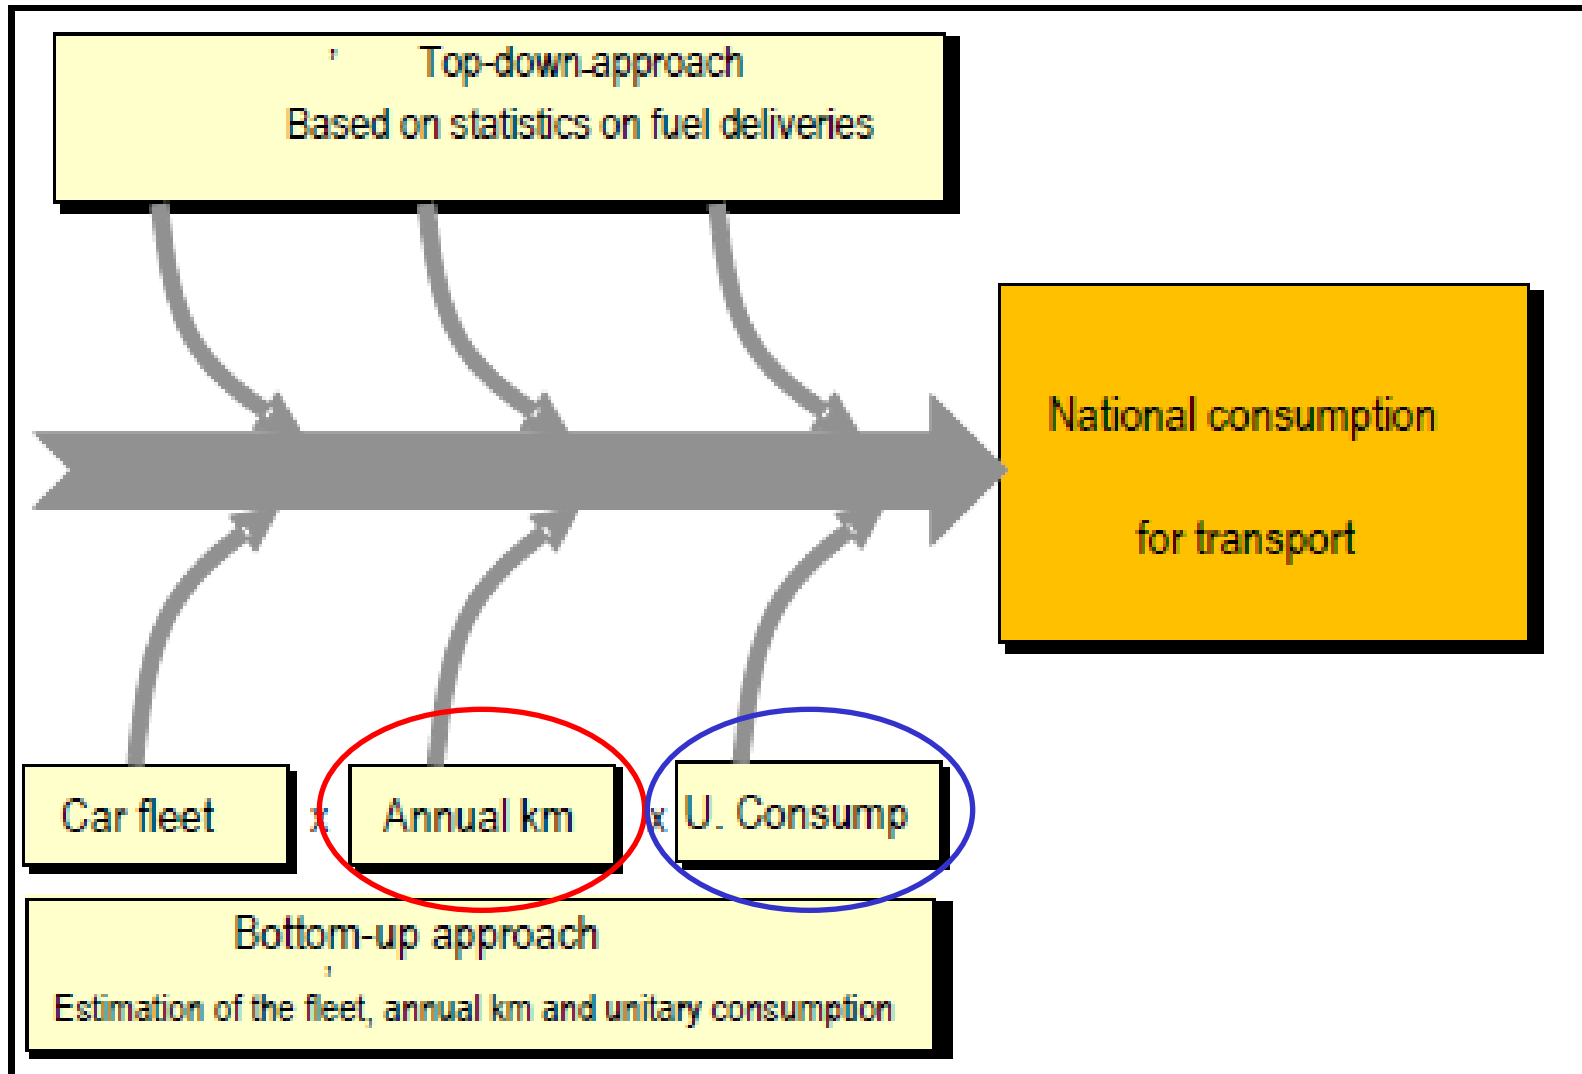 Top-down approach
Based on statistics on fuel deliveries
National consumption
for transport
Car fleet x Annual km x U. Consump
Bottom-up approach
Estimation of the fleet, annual km and unitary consumption